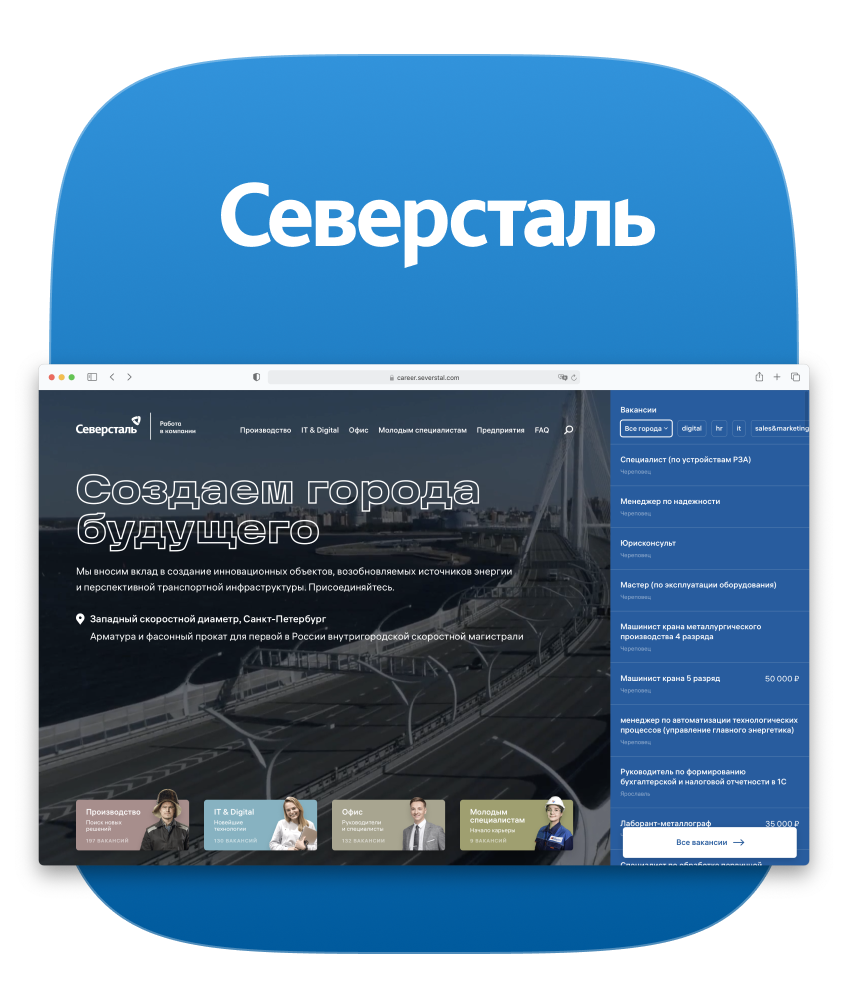 Северсталь
career.severstal.com
Северсталь
Работа
в компании
Производство
IT & Digital
Офис
Молодым специалистам
Предприятия
FAQ
Создаем города
будущего
Мы вносим вклад в создание инновационных объектов, возобновляемых источников энергии
и перспективной транспортной инфраструктуры. Присоединяйтесь.
Западный скоростной диаметр, Санкт-Петербург
Арматура и фасонный прокат для первой в России внутригородской скоростной магистрали
Производство
Поиск новых
решений
197 ВАКАНСИЙ
IT & Digital
Новейшие
технологии
ВАКАНСИЙ
Офис
Руководители
и специалисты
ВАКАНСИЙ
Молодым
специалистам
Начало карьеры
9 ВАКАНСИЙ
Вакансии
Все города
digital
hr
it
sales&marketing
Специалист (по устройствам РЗА)
Череповец
Менеджер по надежности
Череповец
Юрисконсульт
Череповец
Мастер (по эксплуатации оборудования)
Череповец
Машинист крана металлургического
производства 4 разряда
Череповец
Машинист крана 5 разряд 50 000 ₽
Череповец
менеджер по автоматизации технологических
процессов (управление главного энергетика)
Череповец
Руководитель по формированию
бухгалтерской и налоговой отчетности в 1С
Ярославль
Лаборант-металлограф 35 000 ₽
Все вакансии
Специалист по обработке